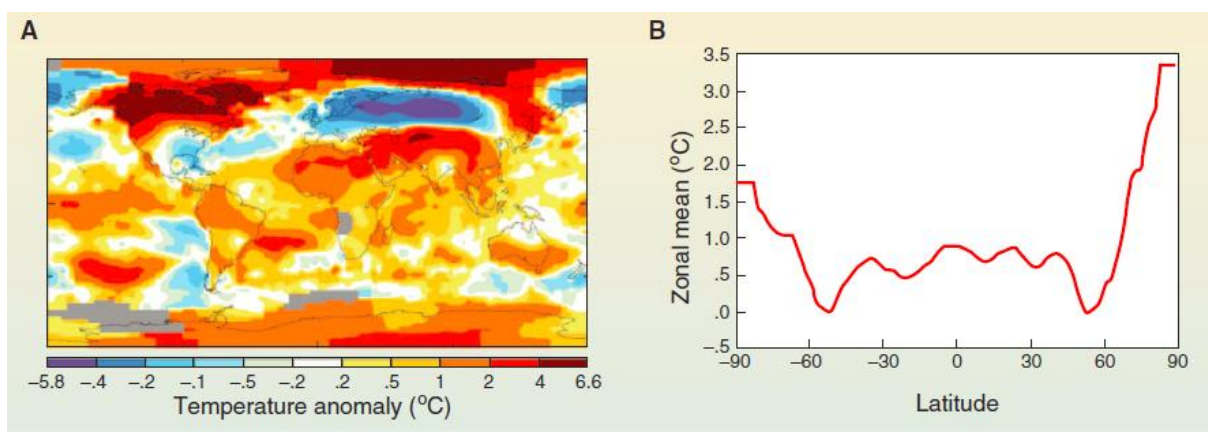 A
–5.8 –.4 –.2 –.1 –.5 –.2 .2 .5 1 2 4 6.6
Temperature anomaly (°C)
B
3.5
3.0
2.5
2.0
1.5
1.0
.5
.0
–.5
Zonal mean (°C)
–90 –60 –30 0 30 60 90
Latitude